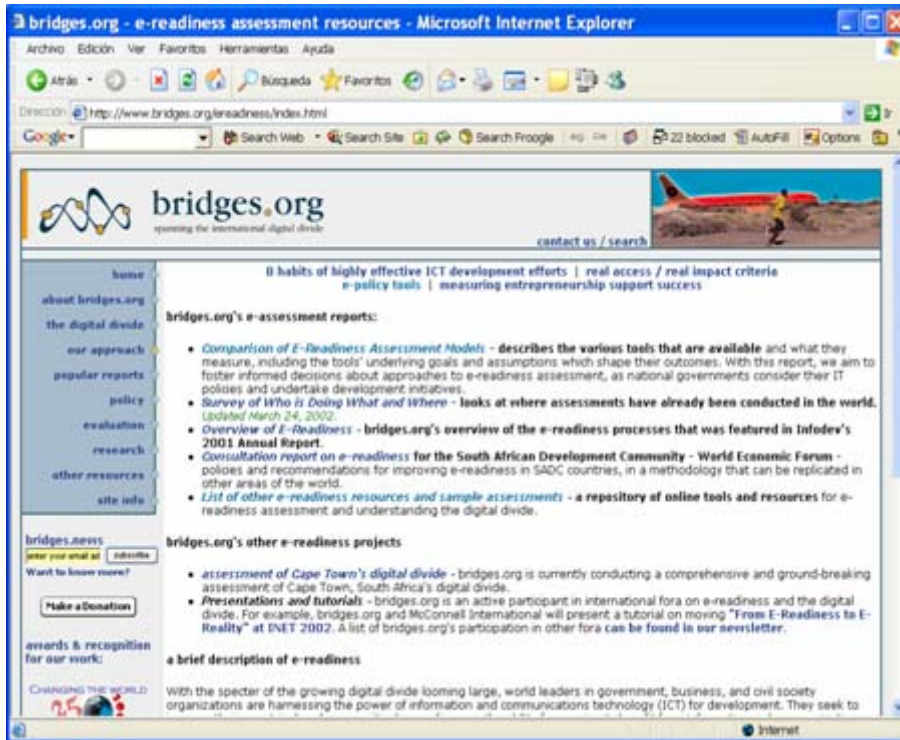 bridges.org - e-readiness assessment resources - Microsoft Internet Explorer
Archivo Edición Ver Favoritos Herramientas Ayuda
Atrás Búsqueda Favoritos
Dirección http://www.bridges.org/ereadiness/index.html Ir
Google Search Web Search Site Search Froogle 22 blocked AutoFill Options
bridges.org
spanning the international digital divide
contact us / search
home
about bridges.org
the digital divide
our approach
popular reports
policy
evaluation
research
other resources
site info
bridges.news
enter your email ad subscribe
Want to know more?
Make a Donation
awards & recognition
for our work:
CHANGING THE WORLD
25
8 habits of highly effective ICT development efforts | real access / real impact criteria
e-policy tools | measuring entrepreneurship support success
bridges.org's e-assessment reports:
• Comparison of E-Readiness Assessment Models - describes the various tools that are available and what they
measure, including the tools' underlying goals and assumptions which shape their outcomes. With this report, we aim to
foster informed decisions about approaches to e-readiness assessment, as national governments consider their IT
policies and undertake development initiatives.
• Survey of Who is Doing What and Where - looks at where assessments have already been conducted in the world.
Updated March 24, 2002.
• Overview of E-Readiness - bridges.org's overview of the e-readiness processes that was featured in Infodev's
2001 Annual Report.
• Consultation report on e-readiness for the South African Development Community - World Economic Forum -
policies and recommendations for improving e-readiness in SADC countries, in a methodology that can be replicated in
other areas of the world.
• List of other e-readiness resources and sample assessments - a repository of online tools and resources for e-
readiness assessment and understanding the digital divide.
bridges.org's other e-readiness projects
• assessment of Cape Town's digital divide - bridges.org is currently conducting a comprehensive and ground-breaking
assessment of Cape Town, South Africa's digital divide.
• Presentations and tutorials - bridges.org is an active participant in international fora on e-readiness and the digital
divide. For example, bridges.org and McConnell International will present a tutorial on moving "From E-Readiness to E-
Reality" at INET 2002. A list of bridges.org's participation in other fora can be found in our newsletter.
a brief description of e-readiness
With the specter of the growing digital divide looming large, world leaders in government, business, and civil society
organizations are harnessing the power of information and communications technology (ICT) for development. They seek to
Internet